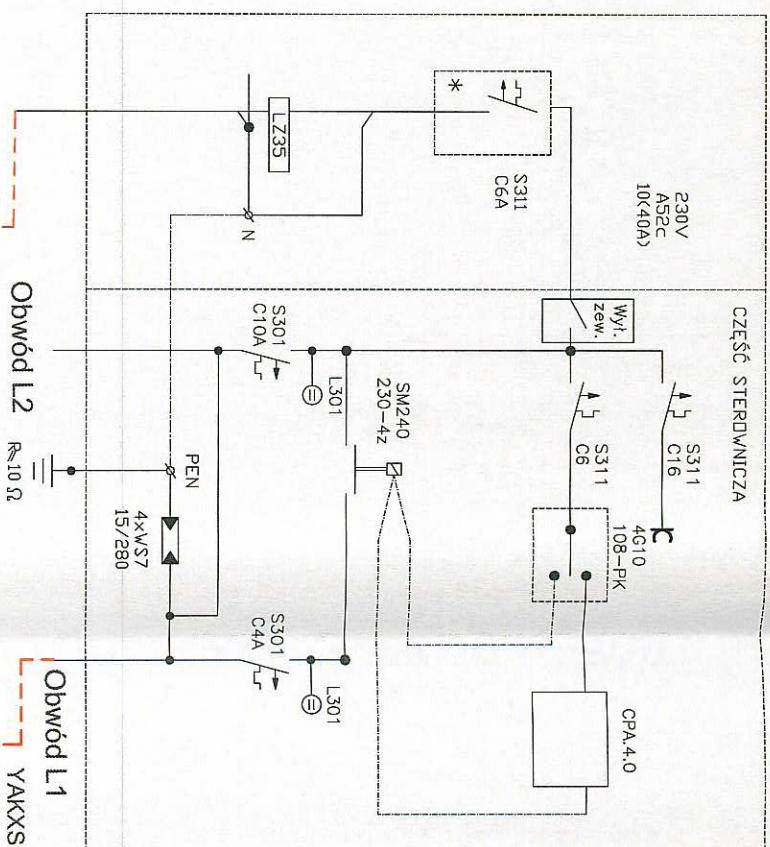 CZĘŚĆ STEROWNICZA
230V
A52c
10(40A)
S311
C6A
*
LZ35
N
Wył.
zew.
S311
C16
S311
C6
4G10
108-PK
CPA.4.0
SM240
230-4z
L301
S301
C10A
L301
S301
C4A
PEN
4xWS7
15/280
R≤10 Ω
Obwód L2
Obwód L1
YAKXS